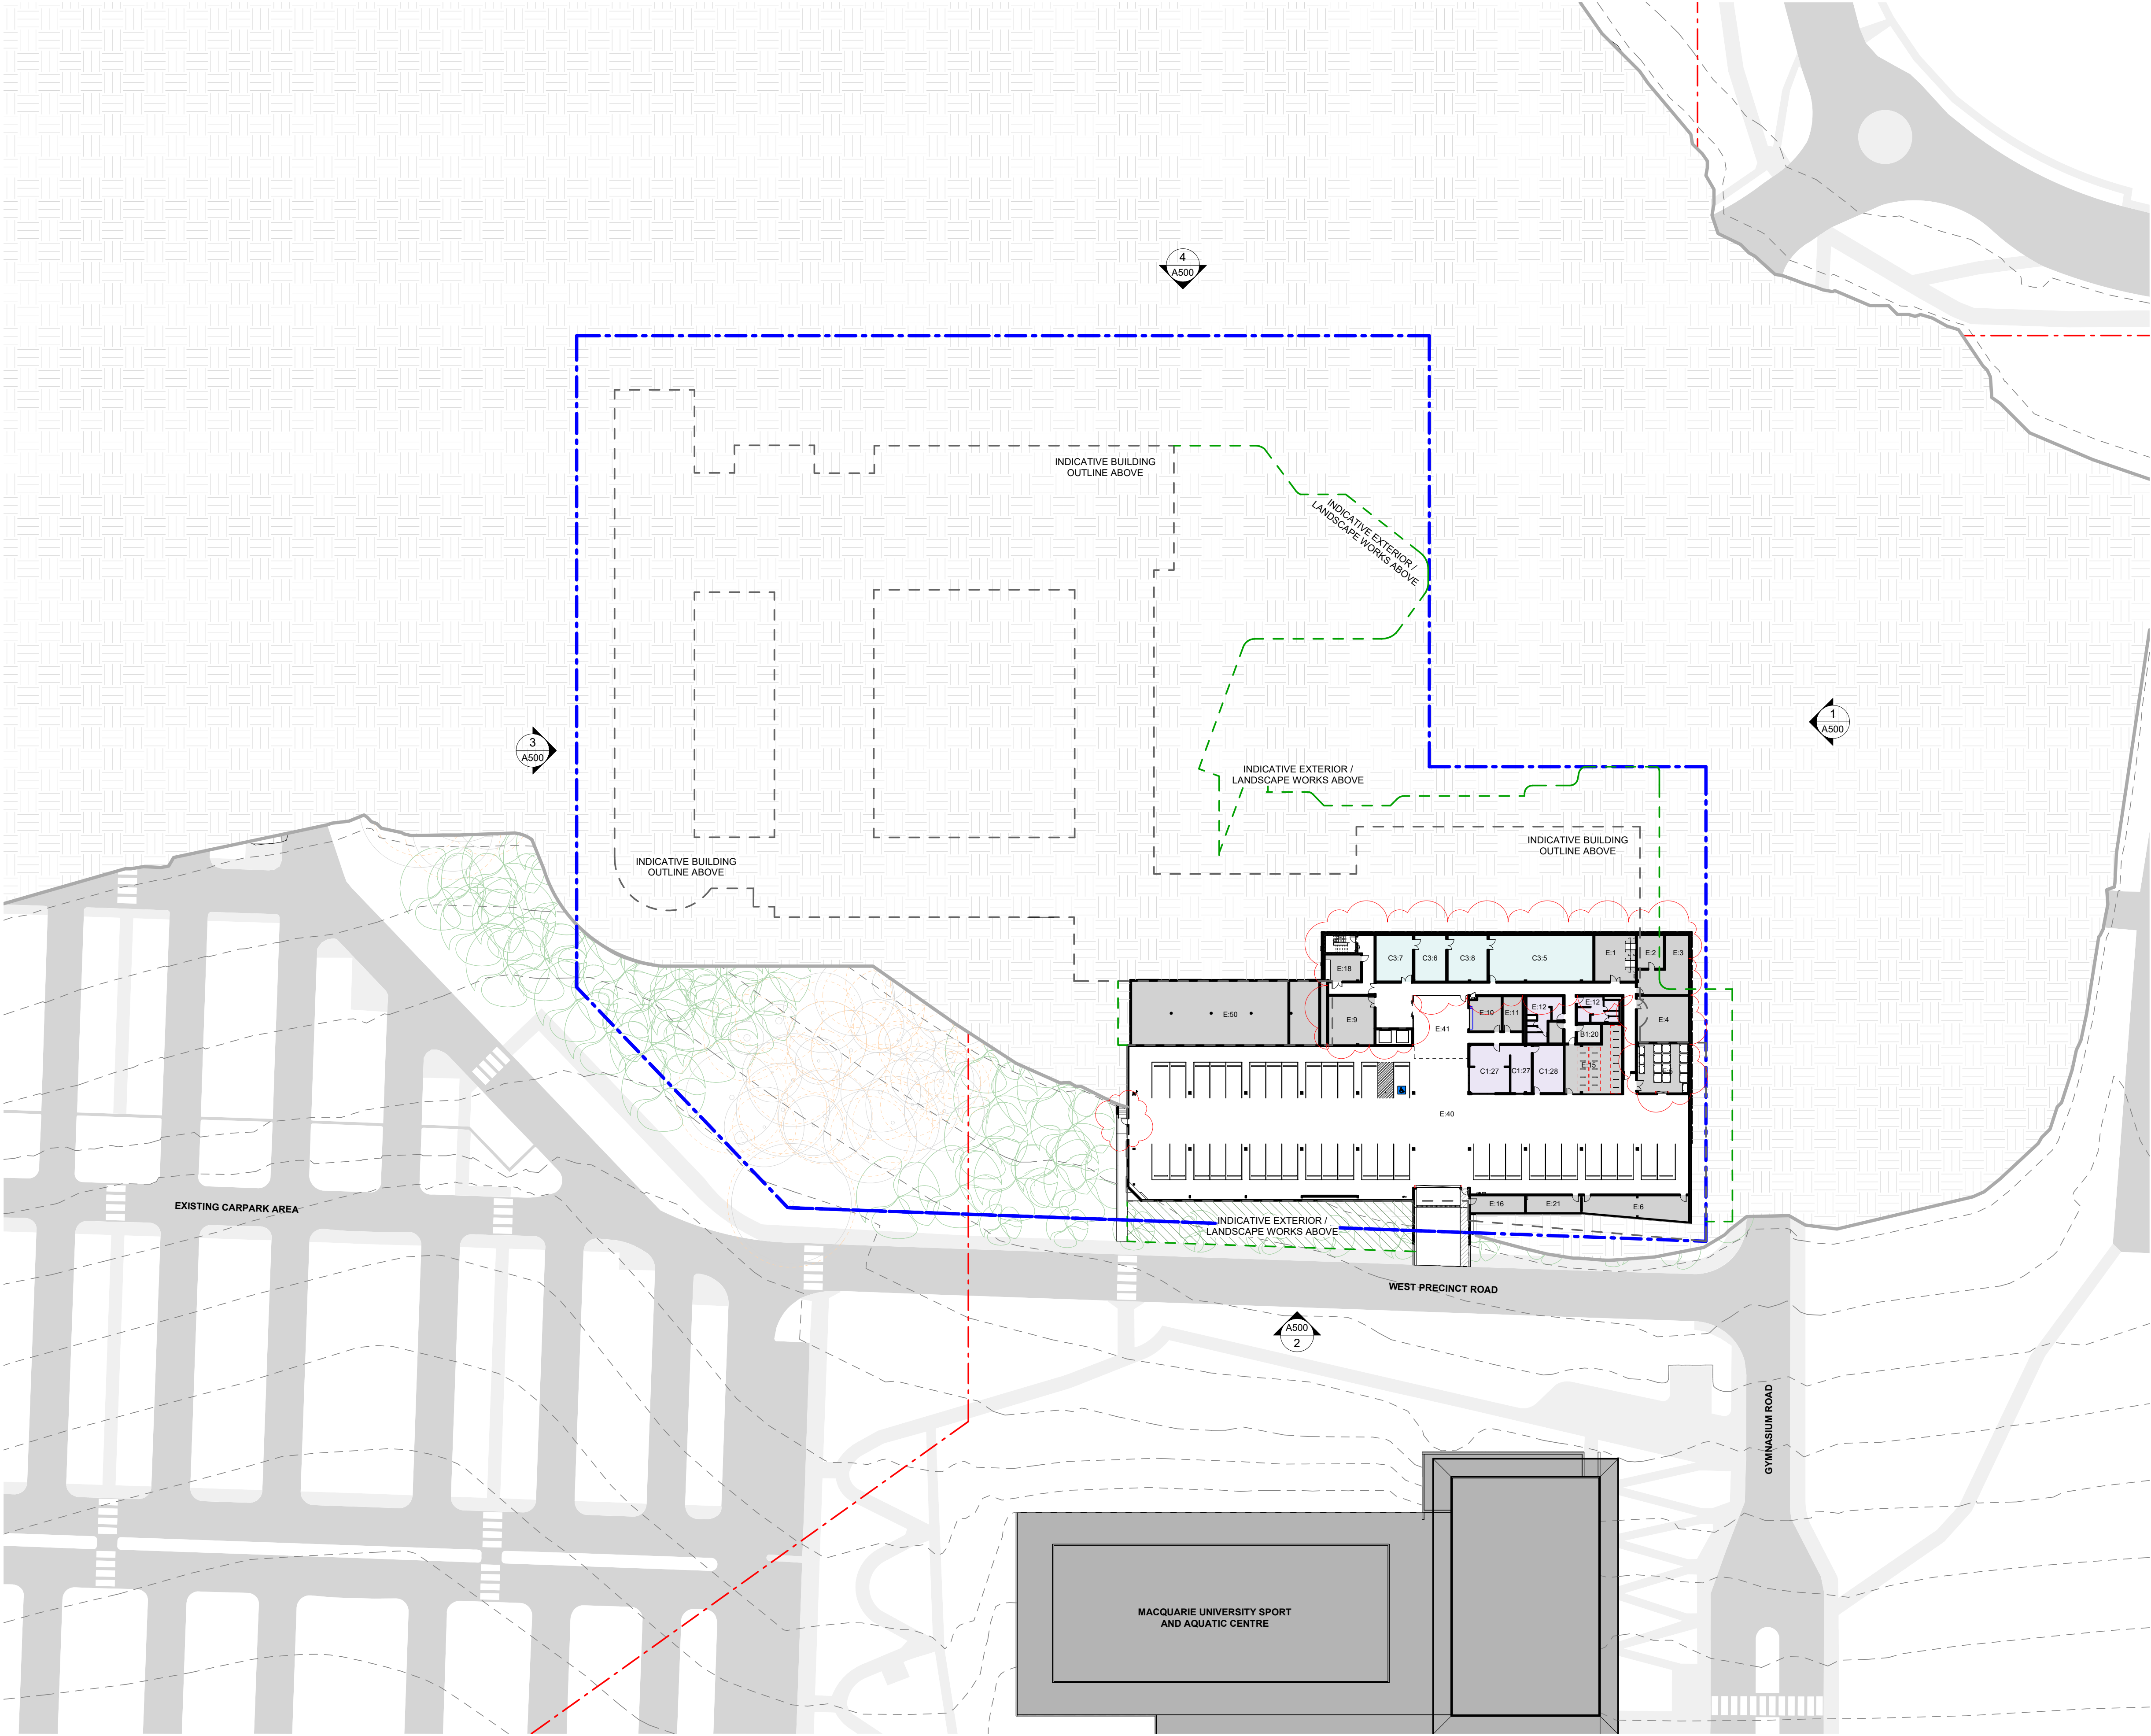 4
A500
INDICATIVE BUILDING
OUTLINE ABOVE
INDICATIVE EXTERIOR /
LANDSCAPE WORKS ABOVE
1
A500
3
A500
INDICATIVE EXTERIOR /
LANDSCAPE WORKS ABOVE
INDICATIVE BUILDING
OUTLINE ABOVE
INDICATIVE BUILDING
OUTLINE ABOVE
E:18
C3:7
C3:6
C3:8
C3:5
E:1
E:2
E:3
E:50
E:9
E:41
E:10
E:11
E:12
E:12
B1:20
E:4
C1:27
C1:27
C1:28
E:15
E:5
E:40
E:16
E:21
E:6
EXISTING CARPARK AREA
INDICATIVE EXTERIOR /
LANDSCAPE WORKS ABOVE
WEST PRECINCT ROAD
A500
2
GYMNASIUM ROAD
MACQUARIE UNIVERSITY SPORT
AND AQUATIC CENTRE